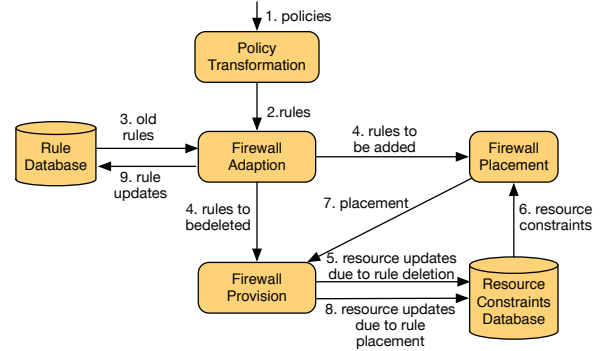 1. policies
Policy
Transformation
2.rules
3. old
rules
Rule
Database
9. rule
updates
Firewall
Adaption
4. rules to
be added
Firewall
Placement
4. rules to
bedeleted
7. placement
6. resource
constraints
Firewall
Provision
5. resource updates
due to rule deletion
8. resource updates
due to rule
placement
Resource
Constraints
Database